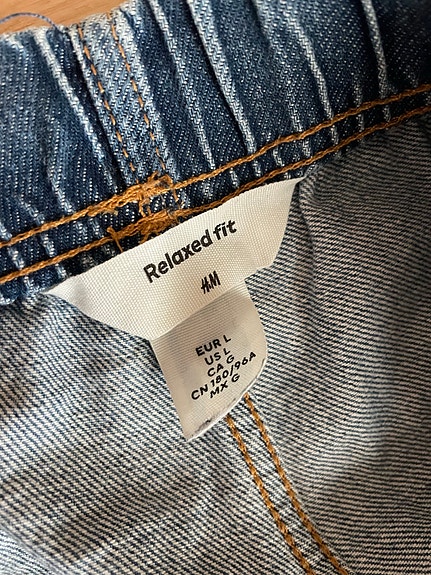 Relaxed fit
H&M
EUR L
US L
CA G
CN 180/96A
MX G